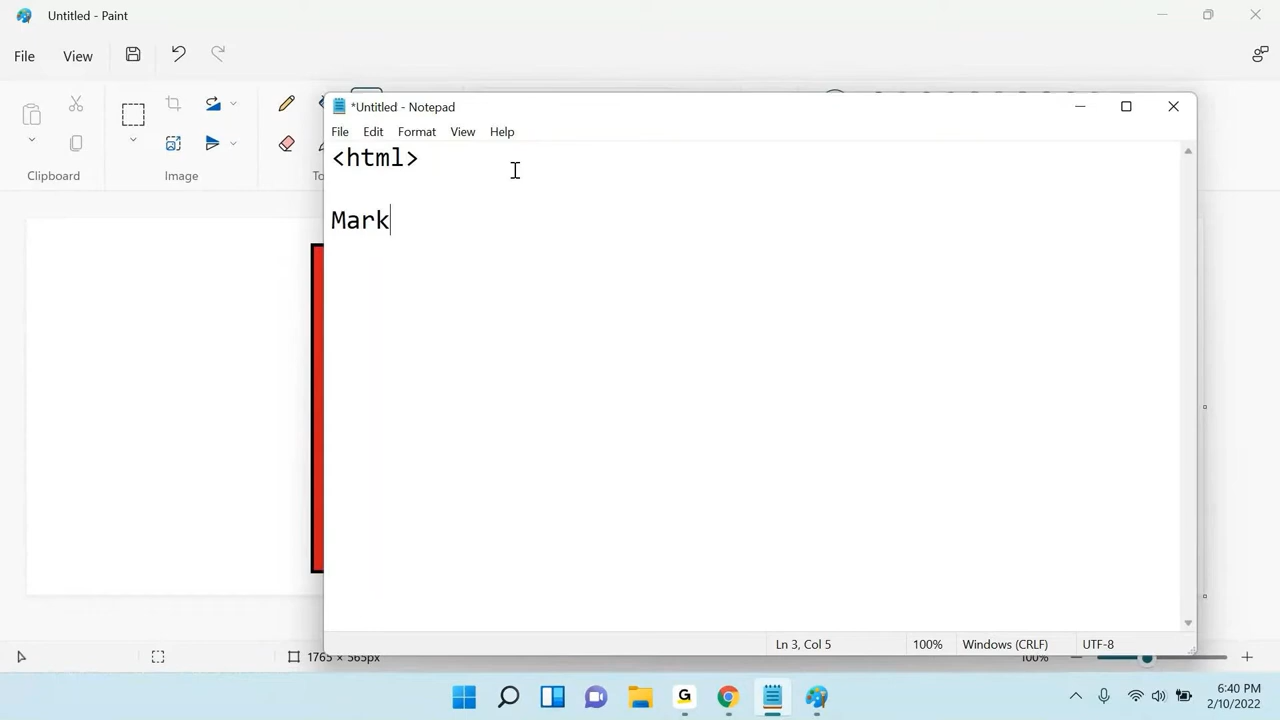 Untitled - Paint
File View
*Untitled - Notepad
File Edit Format View Help
<html>
Mark
Clipboard
Image
To
Ln 3, Col 5
100%
Windows (CRLF)
UTF-8
1765 × 565px
100%
G
6:40 PM
2/10/2022